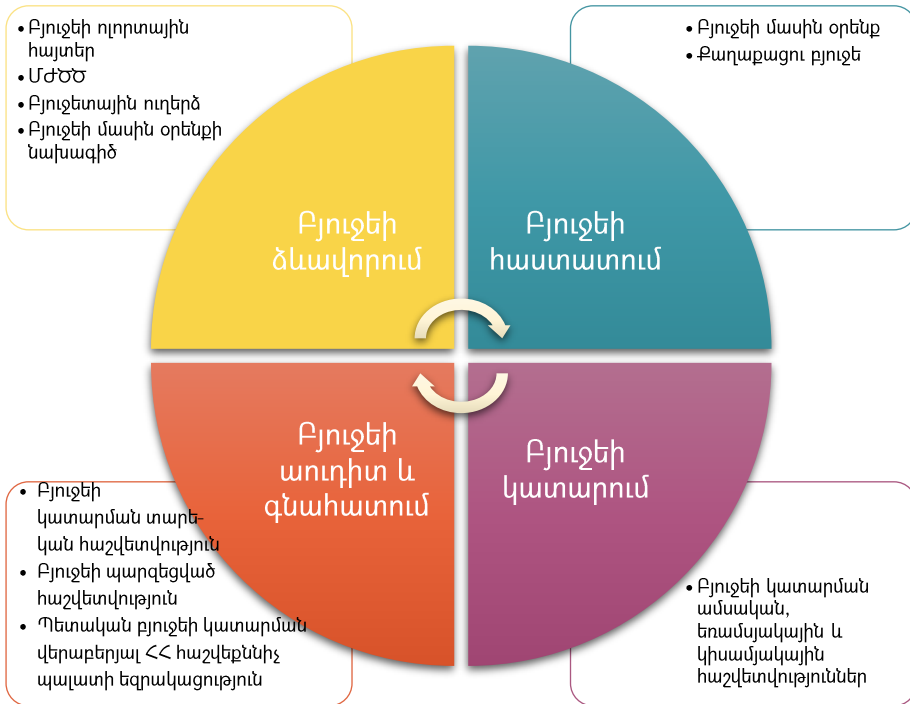 • Բյուջեի ոլորտային
հայտեր
• ՄԺԾԾ
• Բյուջետային ուղերձ
• Բյուջեի մասին օրենքի
նախագիծ
• Բյուջեի մասին օրենք
• Քաղաքացու բյուջե
Բյուջեի
ձևավորում
Բյուջեի
հաստատում
Բյուջեի
աուդիտ և
գնահատում
Բյուջեի
կատարում
• Բյուջեի
կատարման տարե-
կան հաշվետվություն
• Բյուջեի պարզեցված
հաշվետվություն
• Պետական բյուջեի կատարման
վերաբերյալ ՀՀ հաշվեքննիչ
պալատի եզրակացություն
• Բյուջեի կատարման
ամսական,
եռամսյակային և
կիսամյակային
հաշվետվություններ